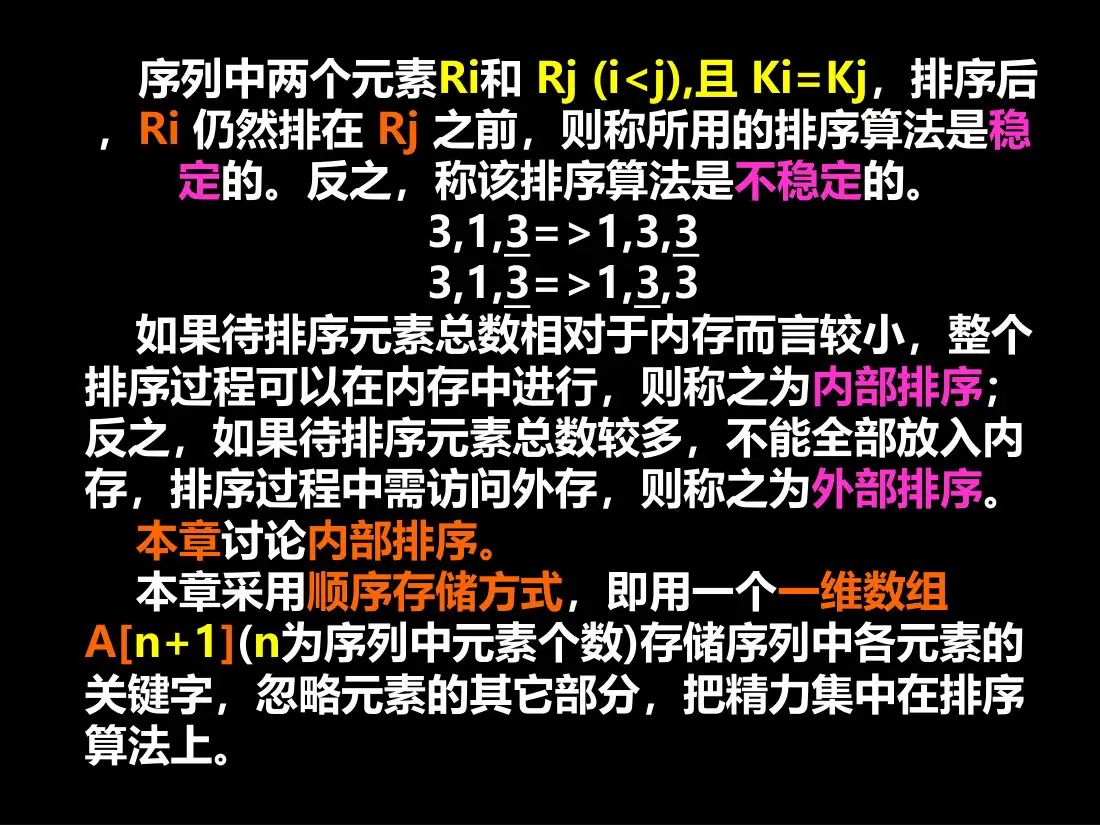 序列中两个元素Ri和 Rj (i<j),且 Ki=Kj，排序后
，Ri 仍然排在 Rj 之前，则称所用的排序算法是稳
定的。反之，称该排序算法是不稳定的。
3,1,3=>1,3,3
3,1,3=>1,3,3
如果待排序元素总数相对于内存而言较小，整个
排序过程可以在内存中进行，则称之为内部排序；
反之，如果待排序元素总数较多，不能全部放入内
存，排序过程中需访问外存，则称之为外部排序。
本章讨论内部排序。
本章采用顺序存储方式，即用一个一维数组
A[n+1](n为序列中元素个数)存储序列中各元素的
关键字，忽略元素的其它部分，把精力集中在排序
算法上。